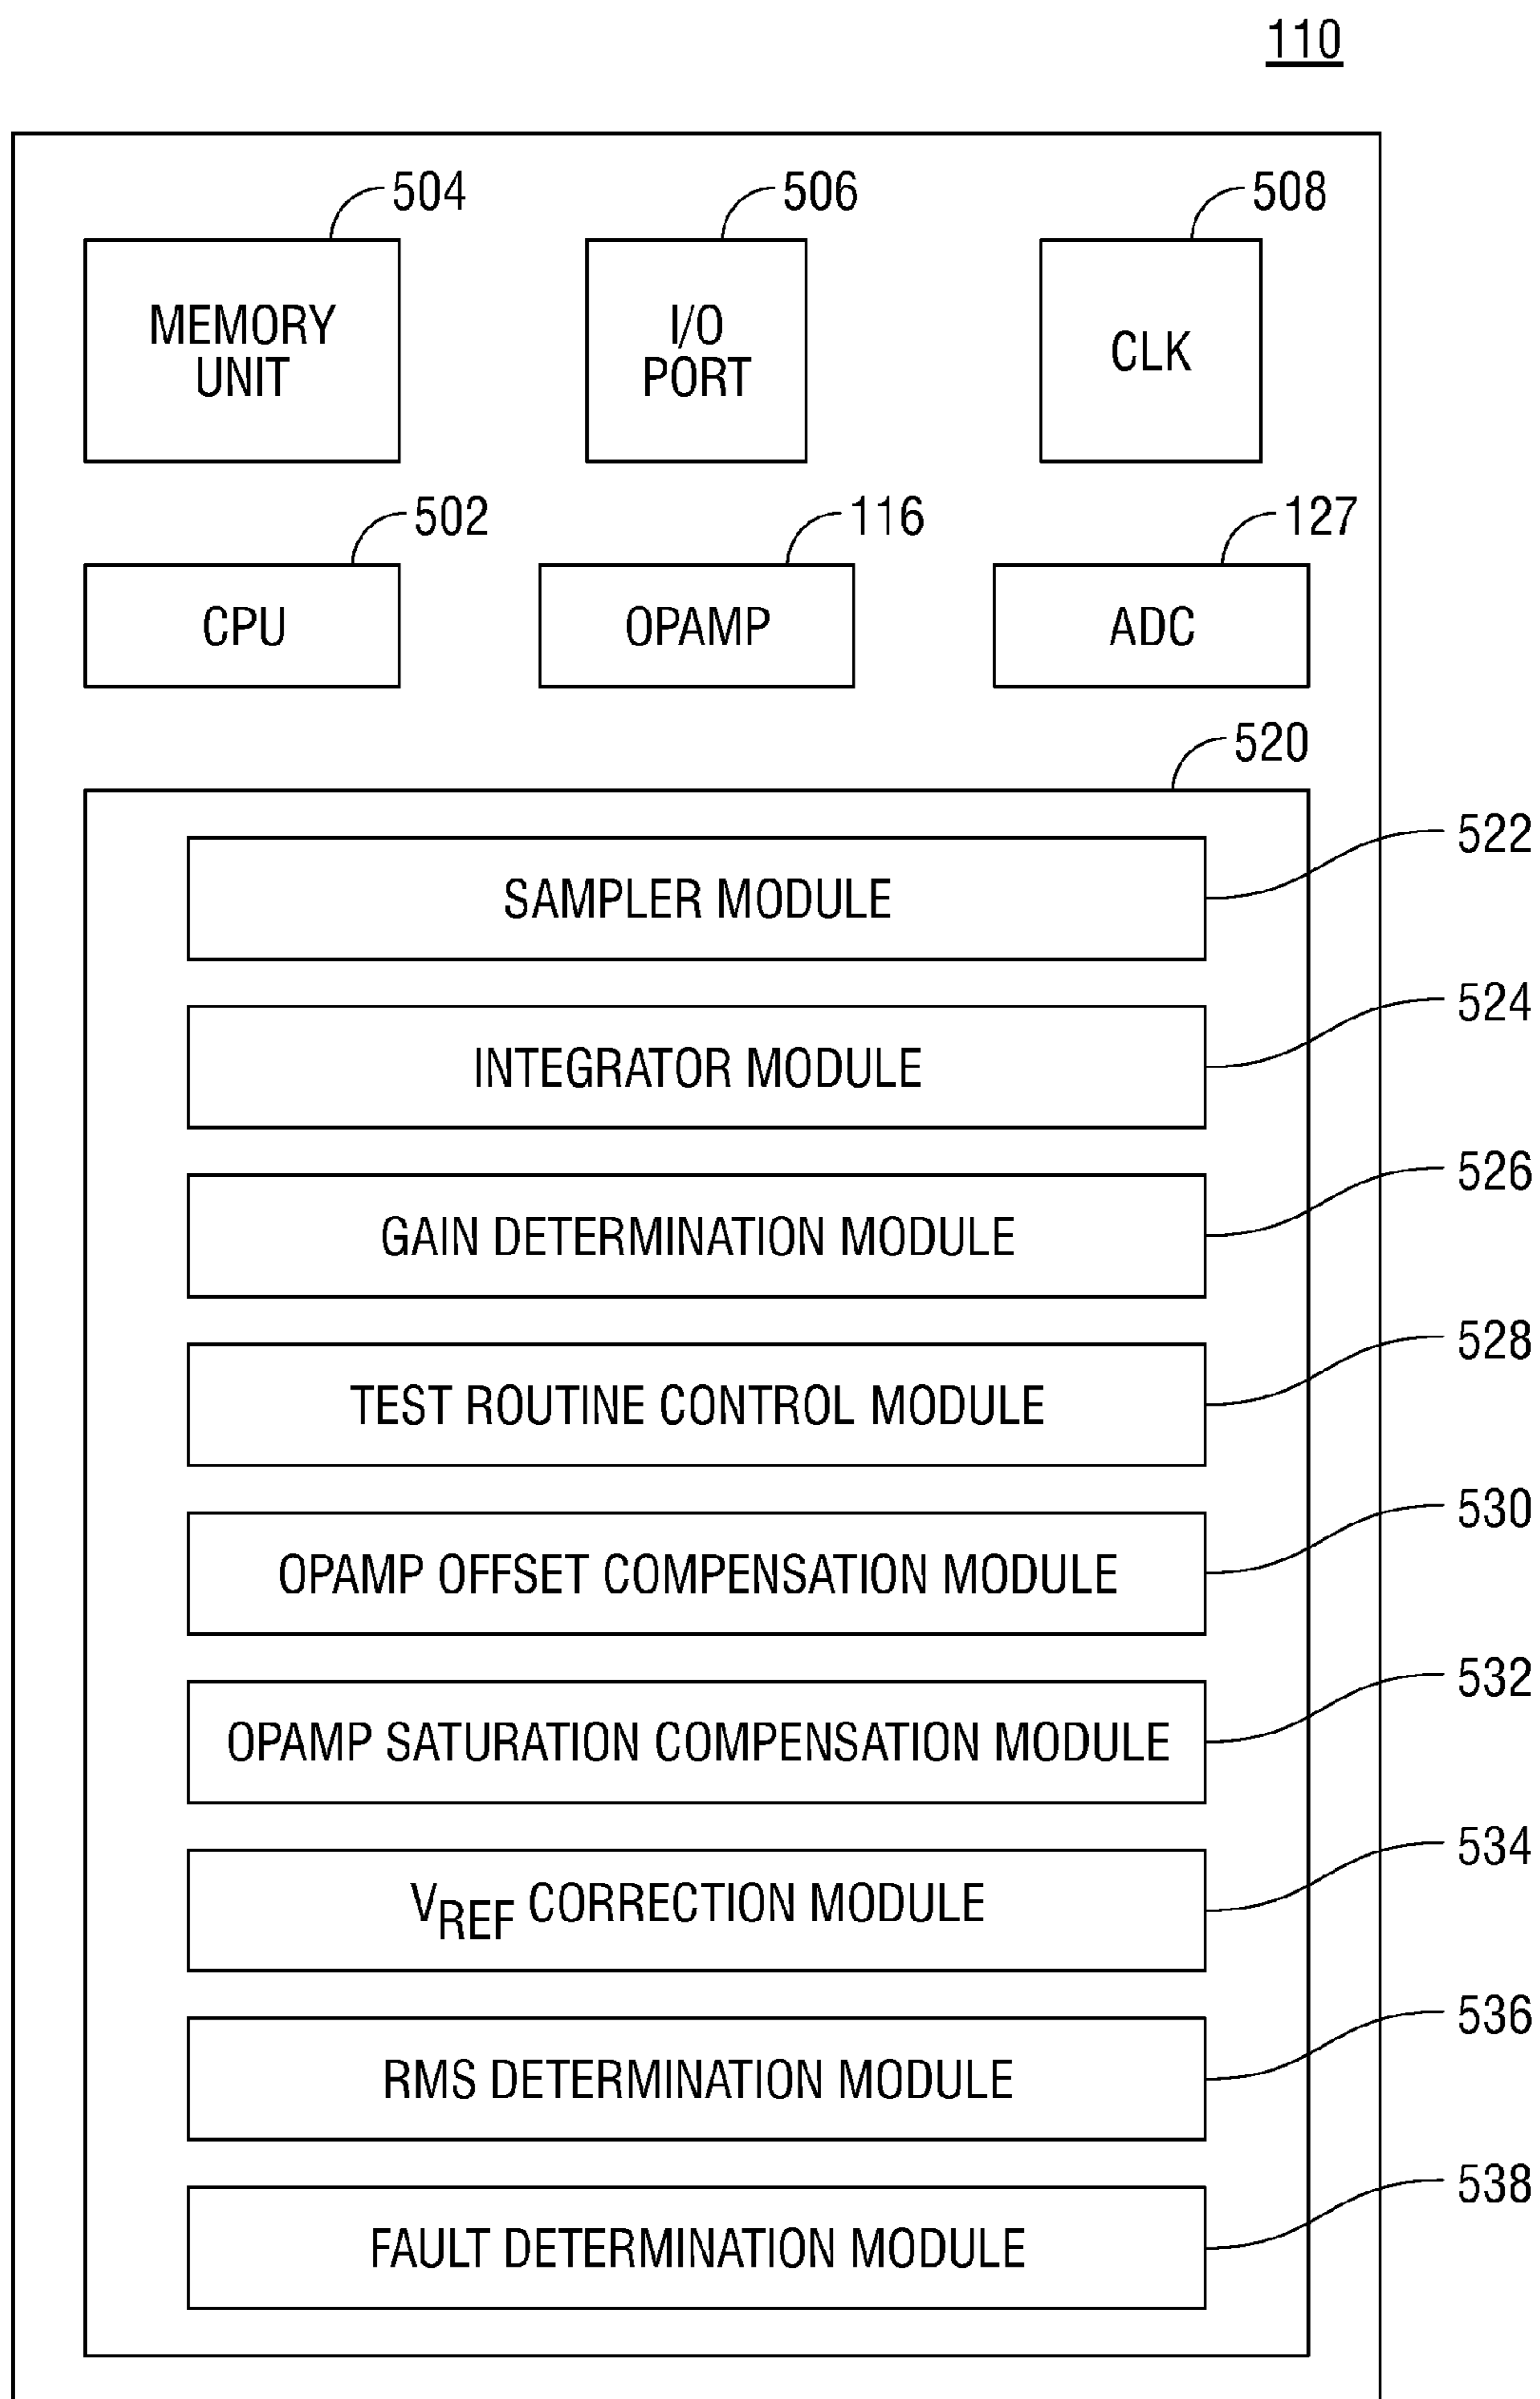 110
504
506
508
MEMORY
UNIT
I/O
PORT
CLK
502
116
127
CPU
OPAMP
ADC
520
SAMPLER MODULE
522
INTEGRATOR MODULE
524
GAIN DETERMINATION MODULE
526
TEST ROUTINE CONTROL MODULE
528
OPAMP OFFSET COMPENSATION MODULE
530
OPAMP SATURATION COMPENSATION MODULE
532
VREF CORRECTION MODULE
534
RMS DETERMINATION MODULE
536
FAULT DETERMINATION MODULE
538